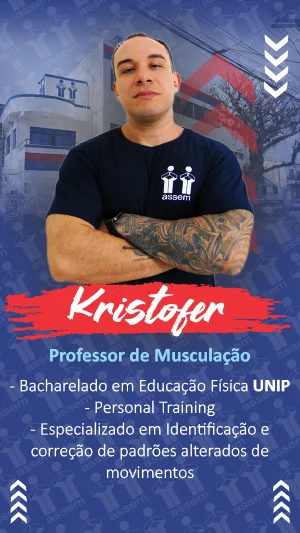 assem
assem
Kristofer
Professor de Musculação
- Bacharelado em Educação Física UNIP
- Personal Training
- Especializado em Identificação e
correção de padrões alterados de
movimentos